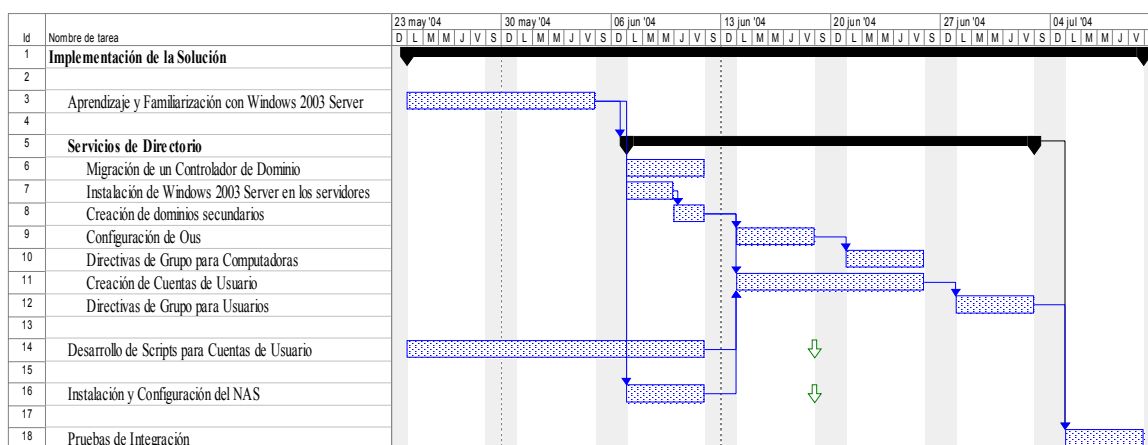 23 may '04 30 may '04 06 jun '04 13 jun '04 20 jun '04 27 jun '04 04 jul '04
Id Nombre de tarea D L M M J V S D L M M J V S D L M M J V S D L M M J V S D L M M J V S D L M M J V S D L M M J V
1 Implementación de la Solución
2
3 Aprendizaje y Familiarización con Windows 2003 Server
4
5 Servicios de Directorio
6 Migración de un Controlador de Dominio
7 Instalación de Windows 2003 Server en los servidores
8 Creación de dominios secundarios
9 Configuración de Ous
10 Directivas de Grupo para Computadoras
11 Creación de Cuentas de Usuario
12 Directivas de Grupo para Usuarios
13
14 Desarrollo de Scripts para Cuentas de Usuario
15
16 Instalación y Configuración del NAS
17
18 Pruebas de Integración